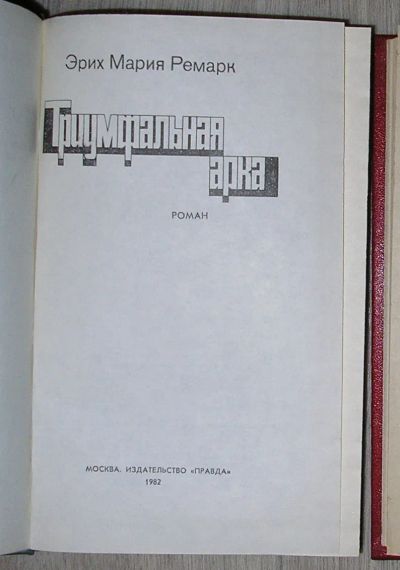 Эрих Мария Ремарк
Триумфальная
арка
РОМАН
МОСКВА. ИЗДАТЕЛЬСТВО «ПРАВДА»
1982